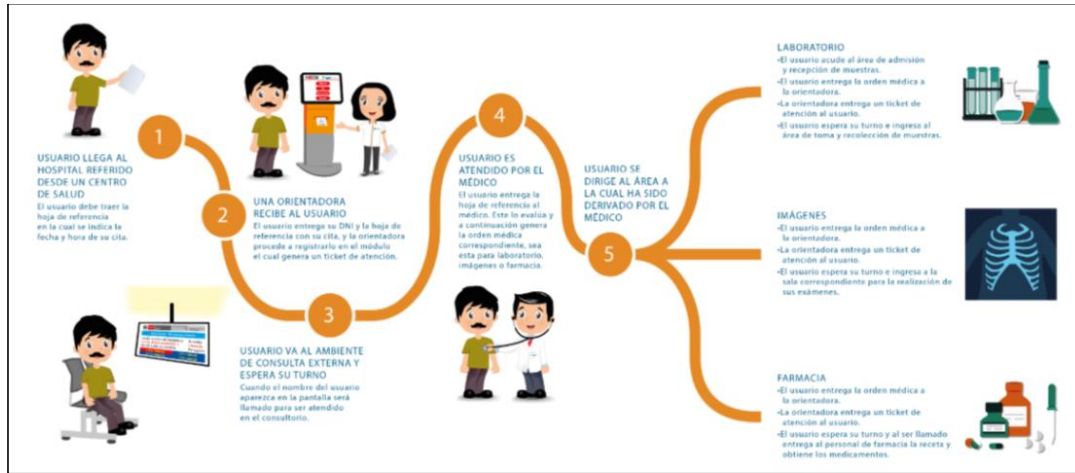 1
USUARIO LLEGA AL
HOSPITAL REFERIDO
DESDE UN CENTRO
DE SALUD
El usuario debe traer la
hoja de referencia
en la cual se indica la
fecha y hora de su cita.
2
UNA ORIENTADORA
RECIBE AL USUARIO
El usuario entrega su DNI y la hoja de
referencia con su cita, y la orientadora
procede a registrarlo en el módulo
el cual genera un ticket de atención.
3
USUARIO VA AL AMBIENTE
DE CONSULTA EXTERNA Y
ESPERA SU TURNO
Cuando el nombre del usuario
aparezca en la pantalla será
llamado para ser atendido
en el consultorio.
4
USUARIO ES
ATENDIDO POR EL
MÉDICO
El usuario entrega la
hoja de referencia al
médico. Este lo evalúa y
a continuación genera
la orden médica
correspondiente, sea
esta para laboratorio,
imágenes o farmacia.
USUARIO SE
DIRIGE AL ÁREA A
LA CUAL HA SIDO
DERIVADO POR EL
MÉDICO
5
LABORATORIO
•El usuario acude al área de admisión
y recepción de muestras.
•El usuario entrega la orden médica a
la orientadora.
•La orientadora entrega un ticket de
atención al usuario.
•El usuario espera su turno e ingresa al
área de toma y recolección de muestras.
IMÁGENES
•El usuario entrega la orden médica a
la orientadora.
•La orientadora entrega un ticket de
atención al usuario.
•El usuario espera su turno e ingresa a la
sala correspondiente para la realización de
sus exámenes.
FARMACIA
•El usuario entrega la orden médica a
la orientadora.
•La orientadora entrega un ticket de
atención al usuario.
•El usuario espera su turno y al ser llamado
entrega al personal de farmacia la receta y
obtiene los medicamentos.